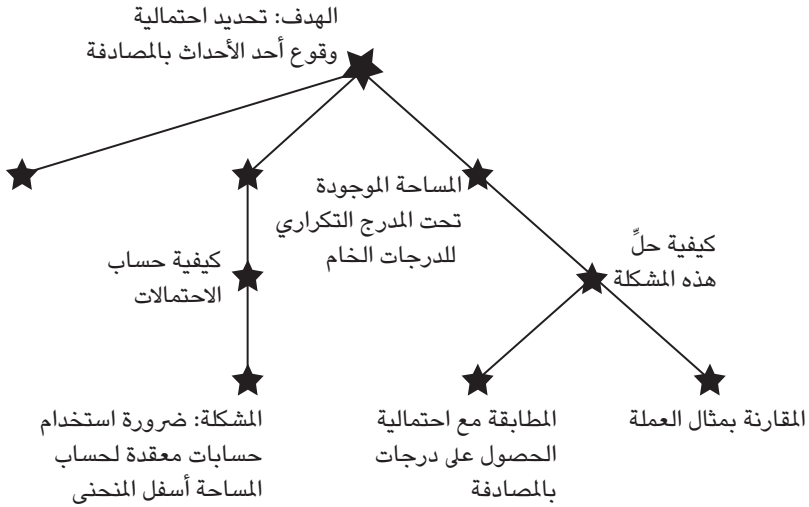 الهدف: تحديد احتمالية
وقوع أحد الأحداث بالمصادفة
المساحة الموجودة
تحت المدرج التكراري
للدرجات الخام
كيفية حلِّ
هذه المشكلة
كيفية حساب
الاحتمالات
المقارنة بمثال العملة
المطابقة مع احتمالية
الحصول على درجات
بالمصادفة
المشكلة: ضرورة استخدام
حسابات معقدة لحساب
المساحة أسفل المنحنى